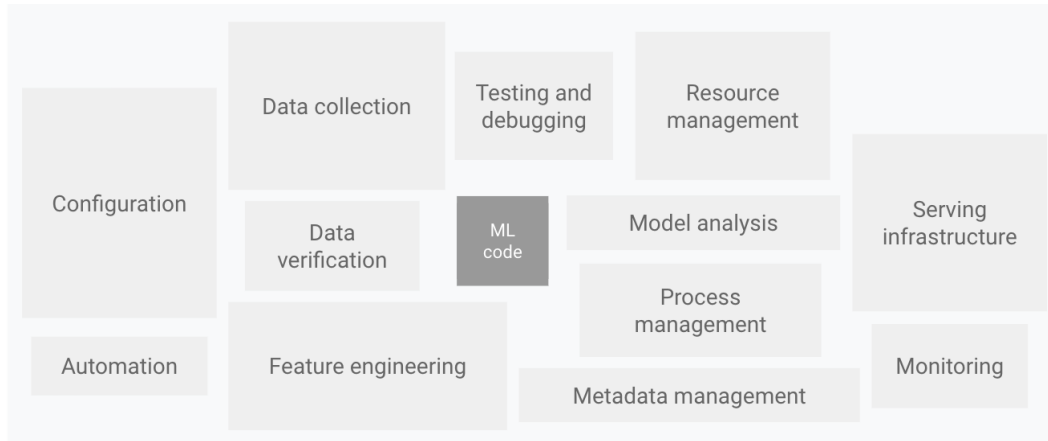 Data collection
Testing and
debugging
Resource
management
Configuration
Data
verification
ML
code
Model analysis
Serving
infrastructure
Process
management
Automation
Feature engineering
Metadata management
Monitoring